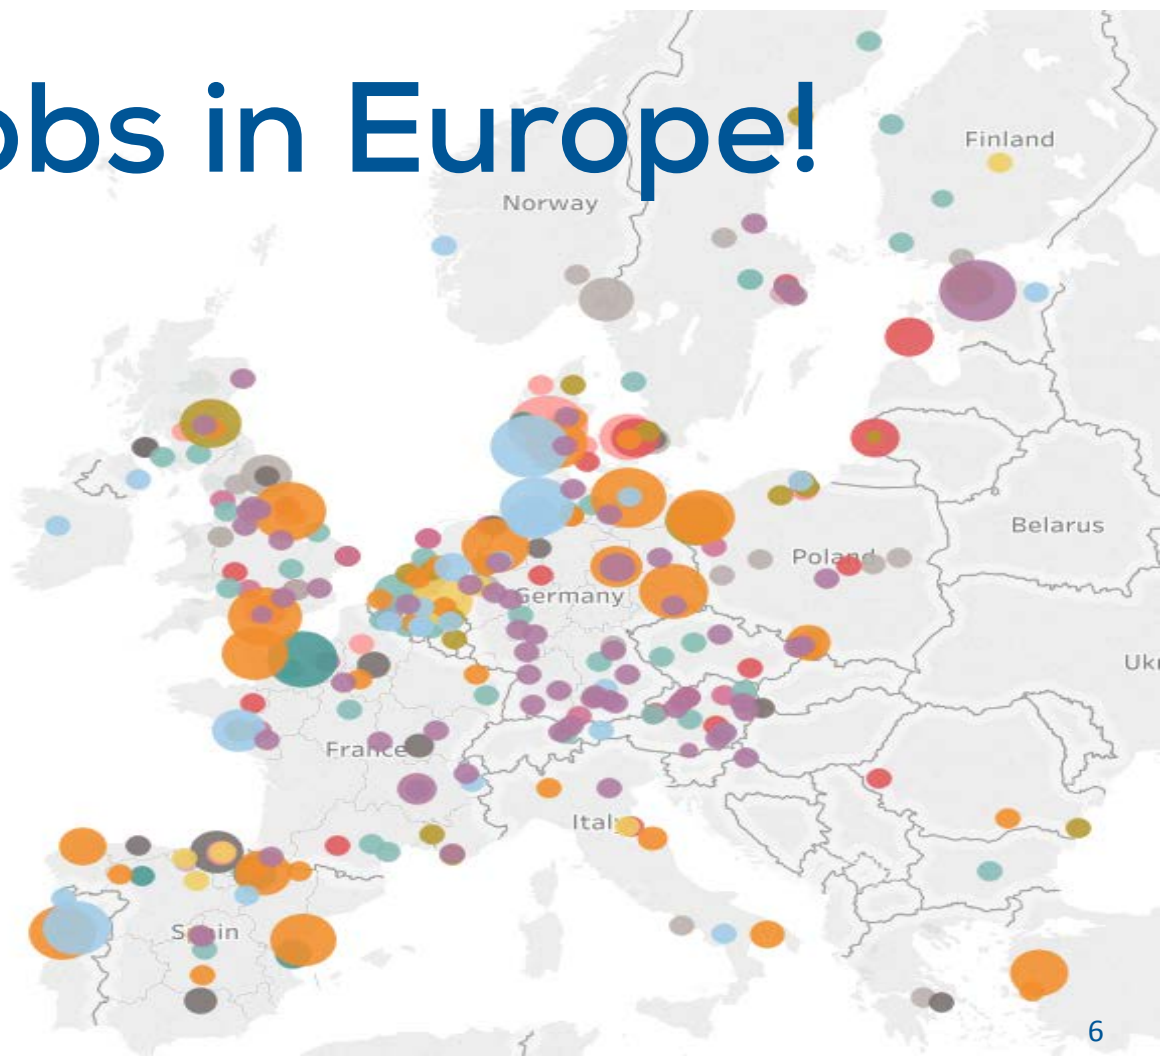 obs in Europe!
Finland
Norway
Belarus
Poland
Germany
Ukr
France
Italy
Spain
6